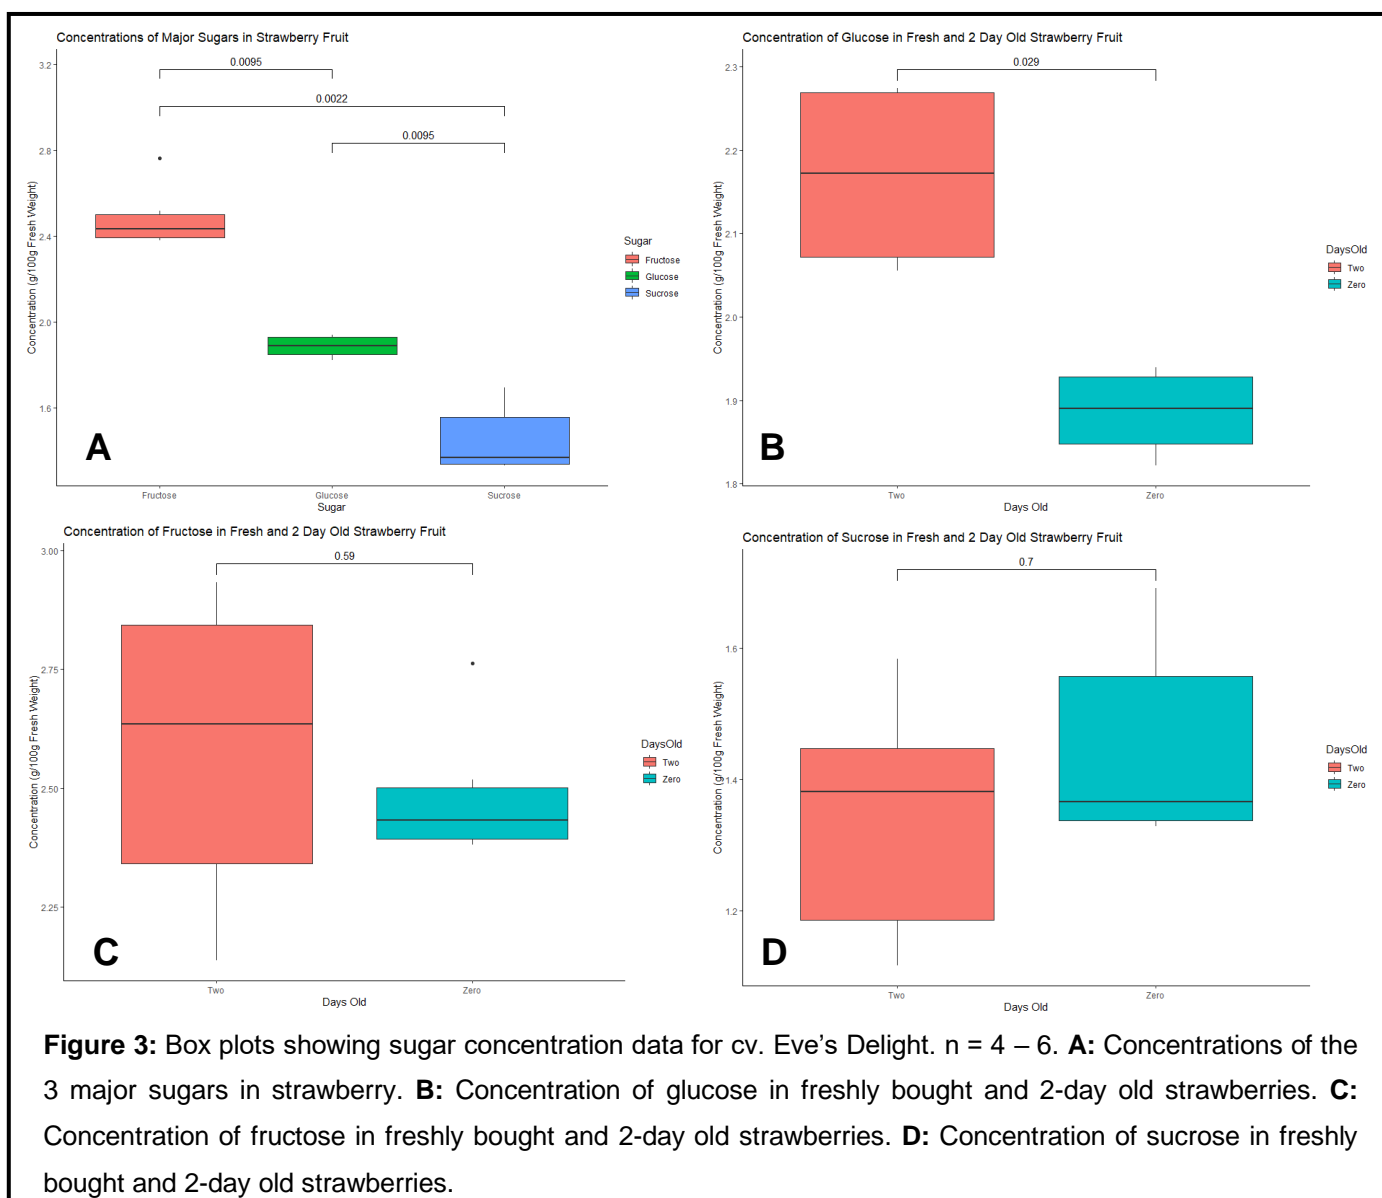 Concentrations of Major Sugars in Strawberry Fruit
3.2
2.8
2.4
2.0
1.6
Concentration (g/100g Fresh Weight)
0.0095
0.0022
0.0095
A
Fructose
Glucose
Sucrose
Sugar
Sugar
Fructose
Glucose
Sucrose
Concentration of Glucose in Fresh and 2 Day Old Strawberry Fruit
2.3
2.2
2.1
2.0
1.9
1.8
Concentration (g/100g Fresh Weight)
0.029
B
Two
Zero
Days Old
DaysOld
Two
Zero
Concentration of Fructose in Fresh and 2 Day Old Strawberry Fruit
3.00
2.75
2.50
2.25
Concentration (g/100g Fresh Weight)
0.59
C
Two
Zero
Days Old
DaysOld
Two
Zero
Concentration of Sucrose in Fresh and 2 Day Old Strawberry Fruit
1.6
1.4
1.2
Concentration (g/100g Fresh Weight)
0.7
D
Two
Zero
Days Old
DaysOld
Two
Zero
Figure 3: Box plots showing sugar concentration data for cv. Eve’s Delight. n = 4 – 6. A: Concentrations of the
3 major sugars in strawberry. B: Concentration of glucose in freshly bought and 2-day old strawberries. C:
Concentration of fructose in freshly bought and 2-day old strawberries. D: Concentration of sucrose in freshly
bought and 2-day old strawberries.